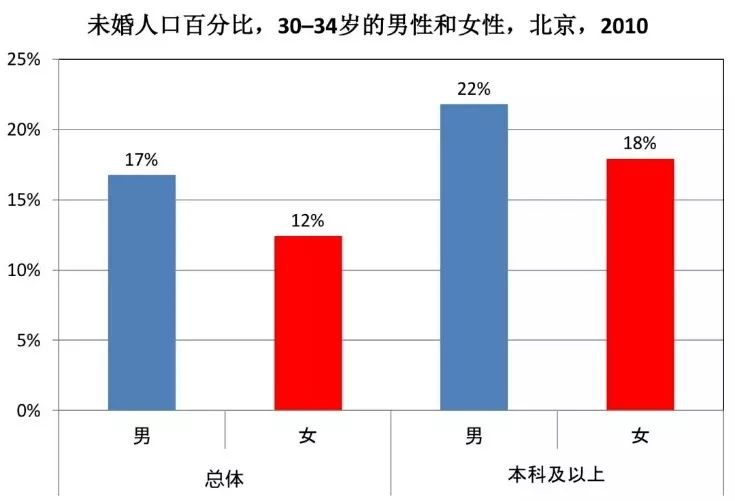 未婚人口百分比，30–34岁的男性和女性，北京，2010
25%
20%
15%
10%
5%
0%
17%
12%
22%
18%
男
女
男
女
总体
本科及以上